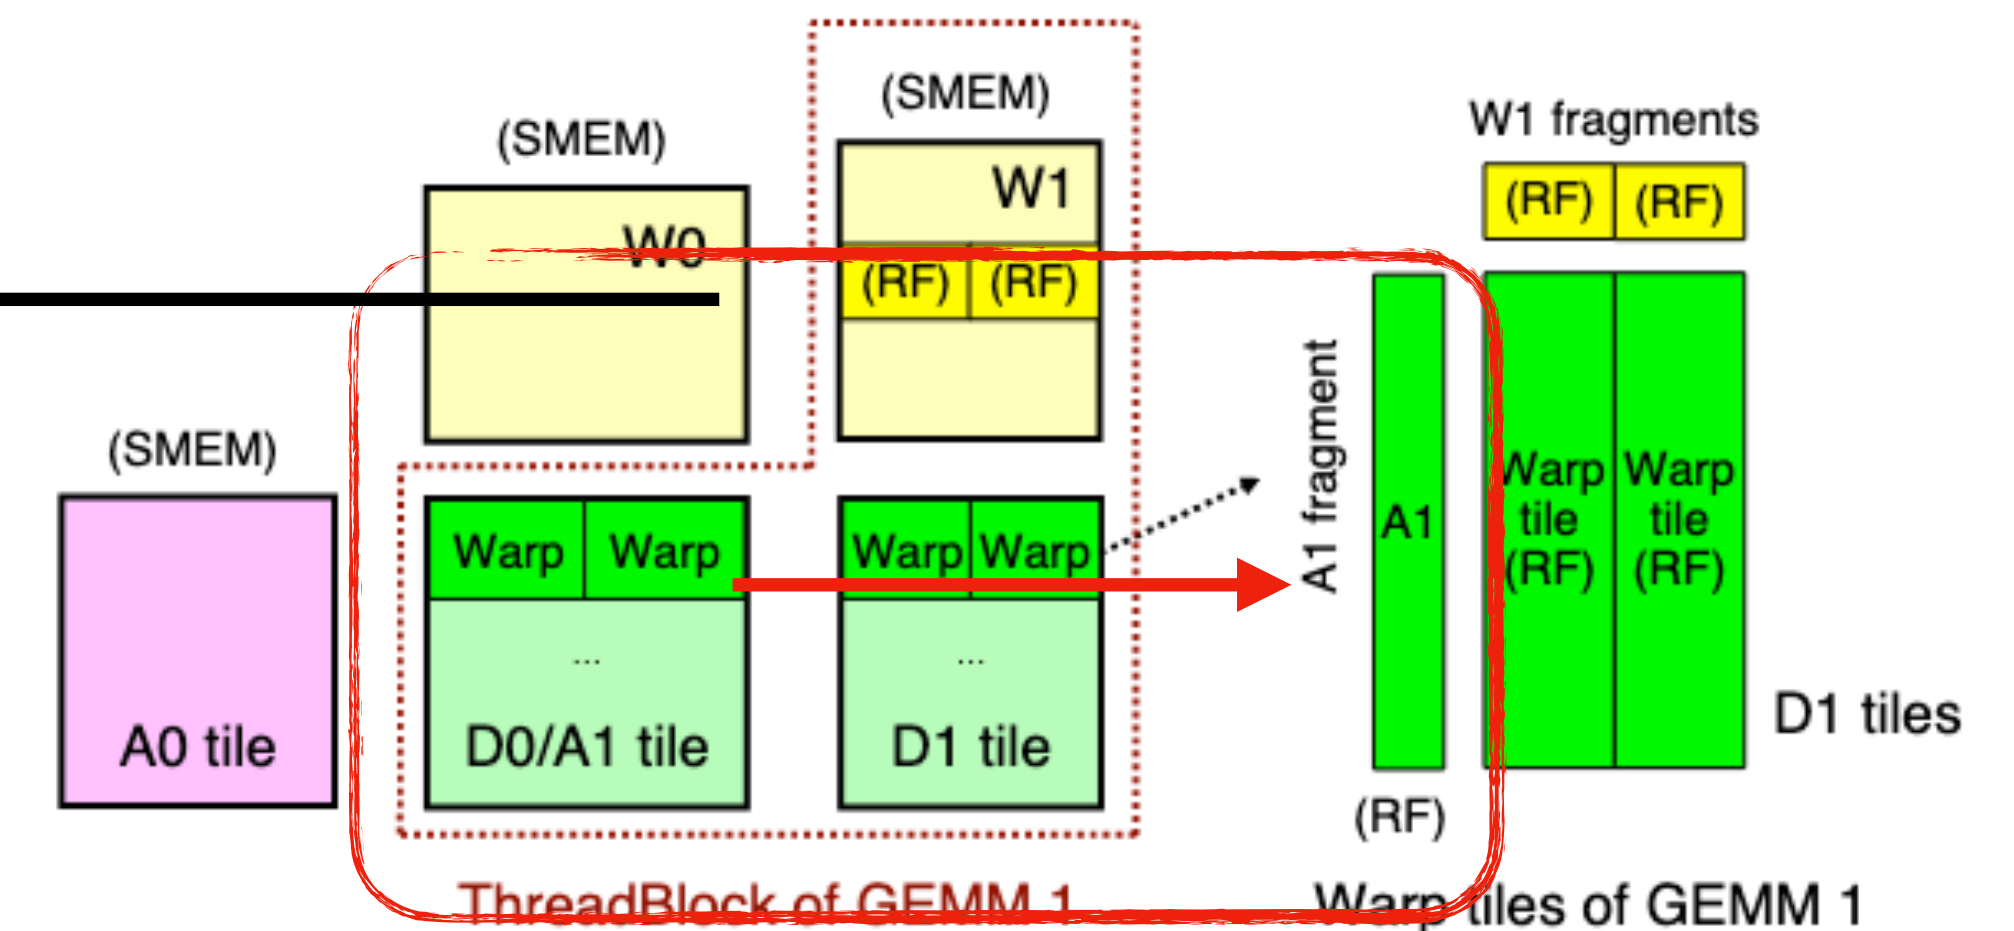 (SMEM)
W1
(RF) (RF)
(SMEM)
W0
(SMEM)
A0 tile
Warp Warp
...
D0/A1 tile
Warp Warp
...
D1 tile
ThreadBlock of GEMM 1
W1 fragments
(RF) (RF)
A1 fragment
A1
(RF)
Warp tile (RF)
Warp tile (RF)
D1 tiles
Warp tiles of GEMM 1